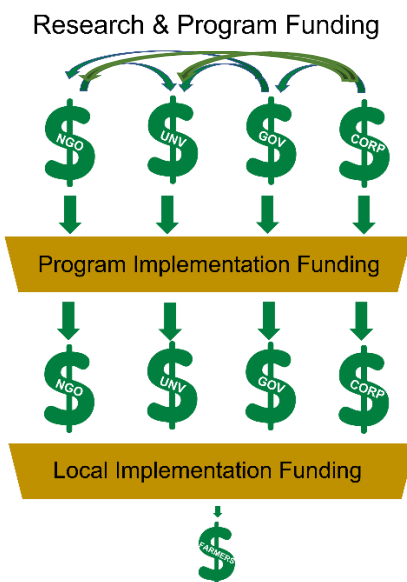 Research & Program Funding
NGO
UNV
GOV
CORP
Program Implementation Funding
NGO
UNV
GOV
CORP
Local Implementation Funding
FARMERS